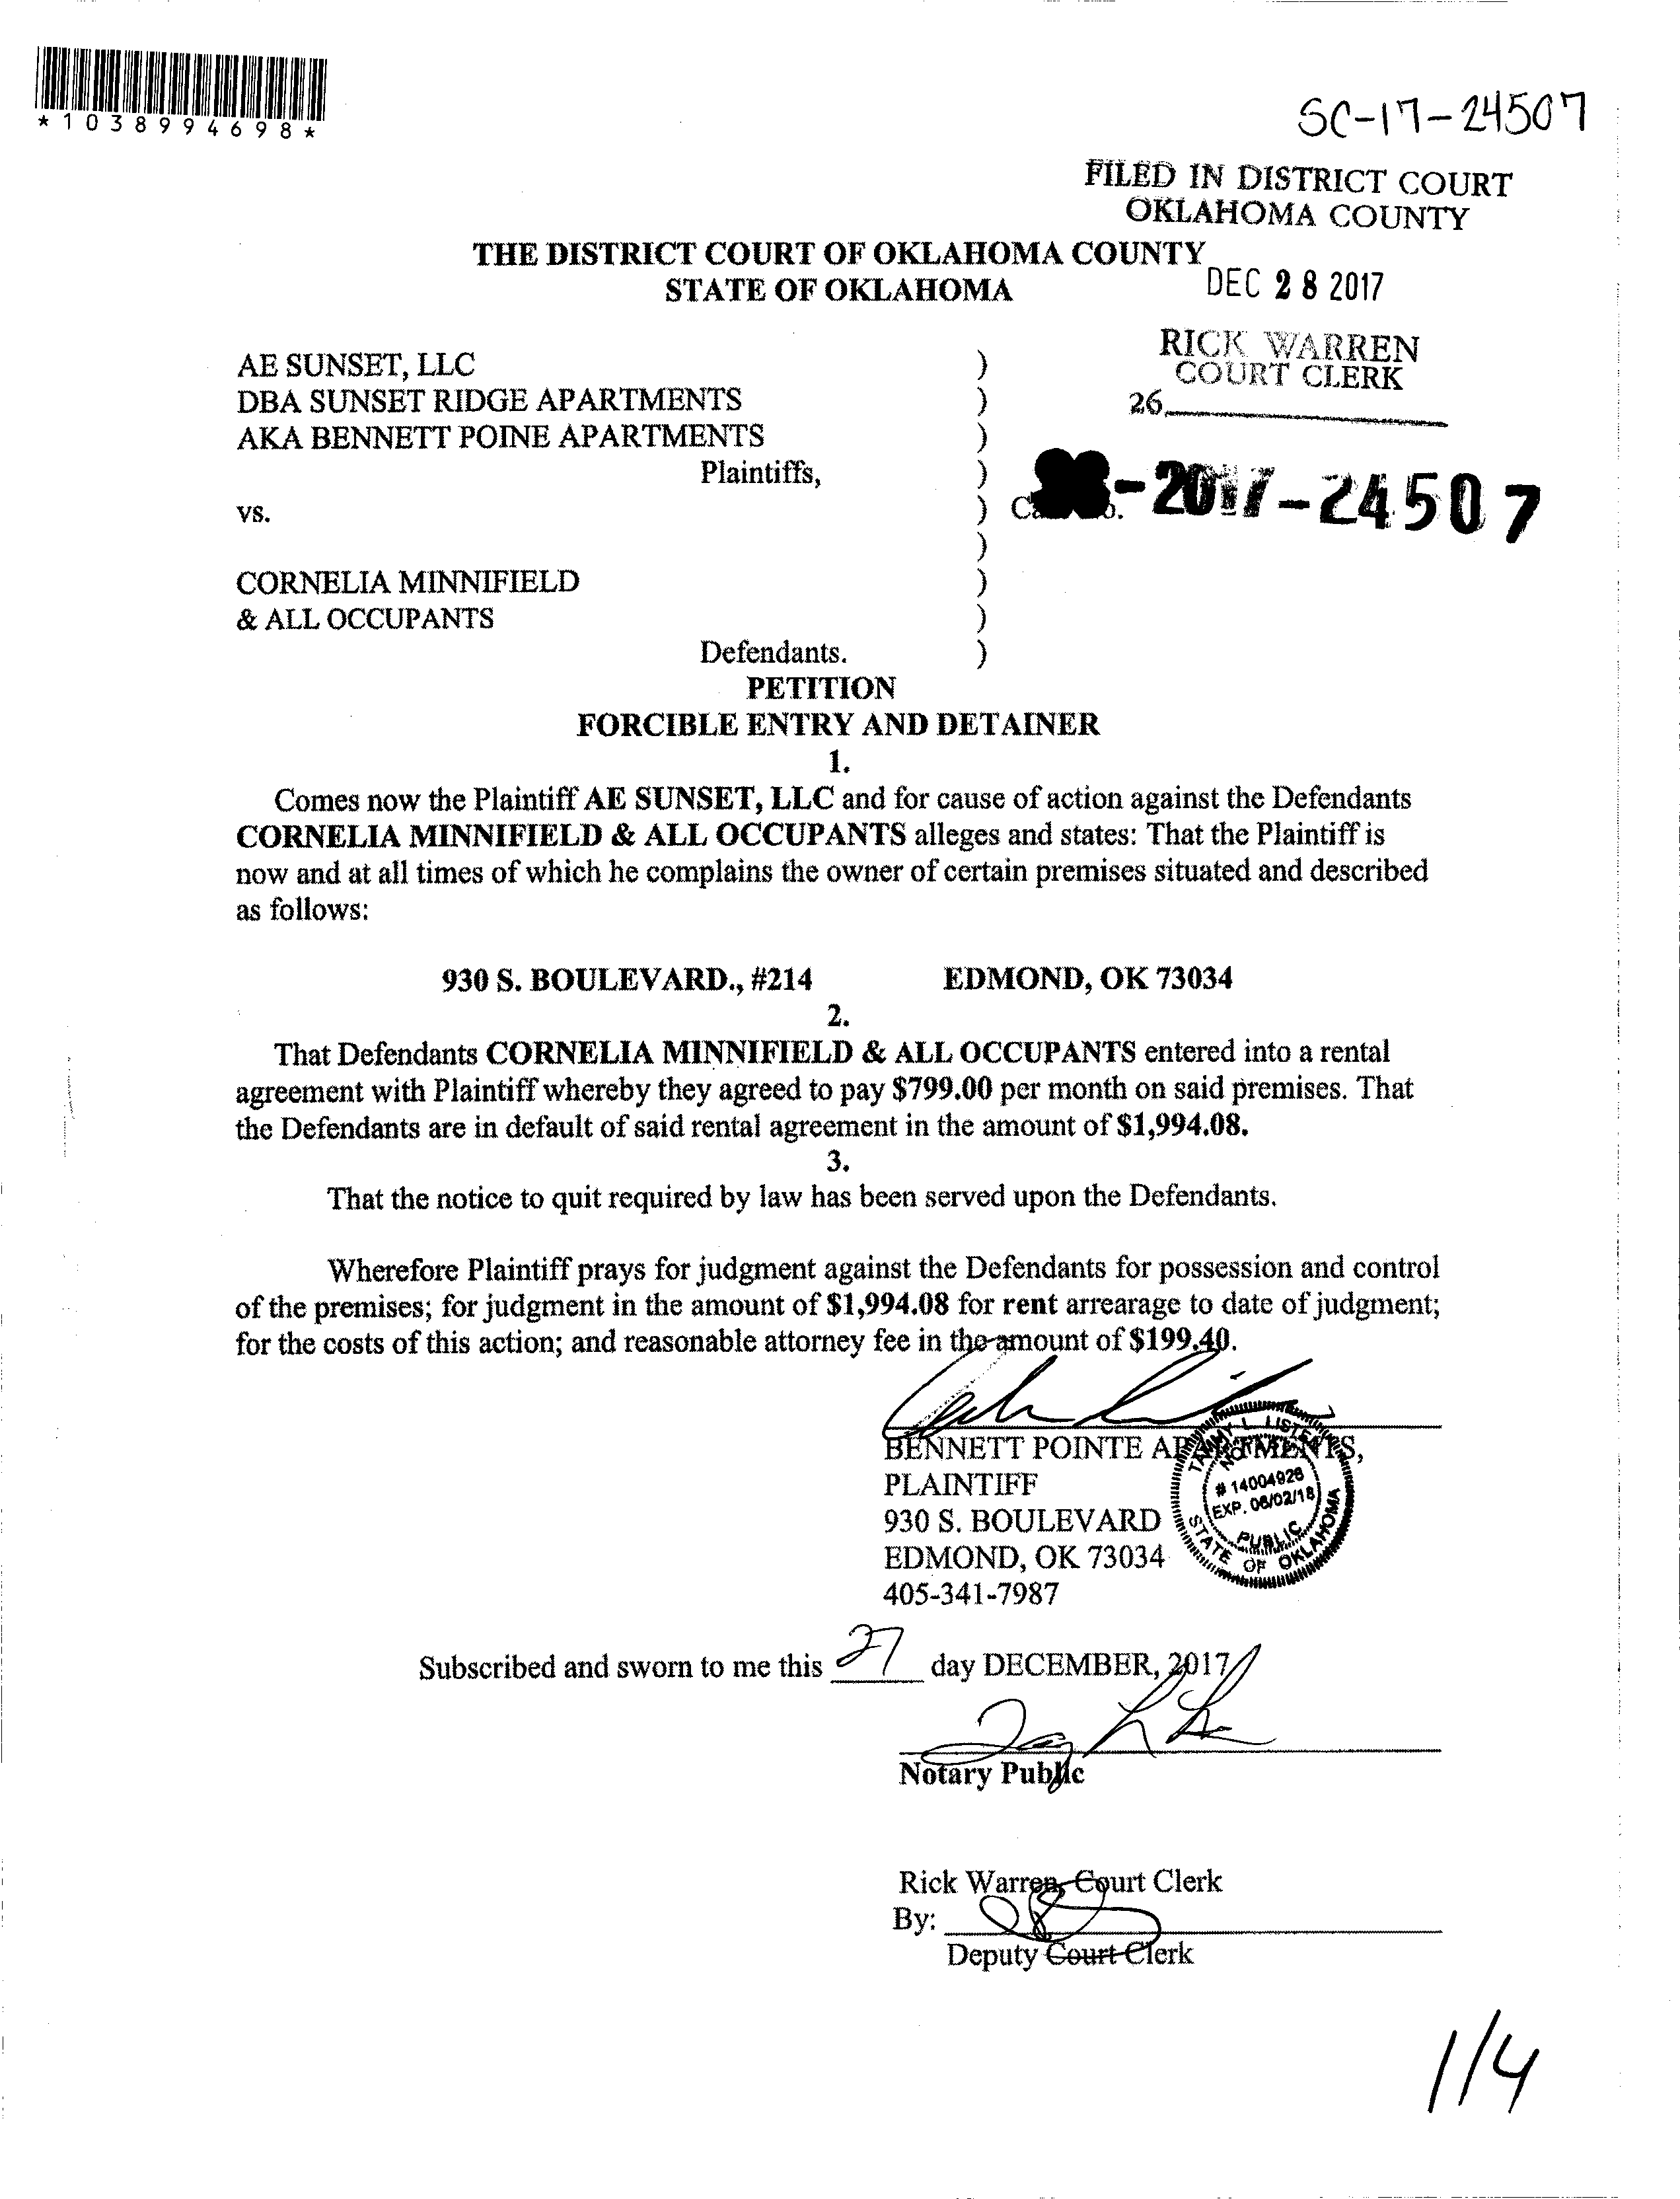 *1038994698*
SC-17-24507
FILED IN DISTRICT COURT
OKLAHOMA COUNTY
THE DISTRICT COURT OF OKLAHOMA COUNTY
STATE OF OKLAHOMA
DEC 28 2017
RICK WARREN
COURT CLERK
26
AE SUNSET, LLC )
DBA SUNSET RIDGE APARTMENTS )
AKA BENNETT POINE APARTMENTS )
Plaintiffs, )
vs. ) -2017-24507
)
CORNELIA MINNIFIELD )
& ALL OCCUPANTS )
Defendants. )
PETITION
FORCIBLE ENTRY AND DETAINER
1.
Comes now the Plaintiff AE SUNSET, LLC and for cause of action against the Defendants
CORNELIA MINNIFIELD & ALL OCCUPANTS alleges and states: That the Plaintiff is
now and at all times of which he complains the owner of certain premises situated and described
as follows:
930 S. BOULEVARD., #214 EDMOND, OK 73034
2.
That Defendants CORNELIA MINNIFIELD & ALL OCCUPANTS entered into a rental
agreement with Plaintiff whereby they agreed to pay $799.00 per month on said premises. That
the Defendants are in default of said rental agreement in the amount of $1,994.08.
3.
That the notice to quit required by law has been served upon the Defendants.
Wherefore Plaintiff prays for judgment against the Defendants for possession and control
of the premises; for judgment in the amount of $1,994.08 for rent arrearage to date of judgment;
for the costs of this action; and reasonable attorney fee in the amount of $199.40.
BENNETT POINTE APARTMENTS,
PLAINTIFF
930 S. BOULEVARD
EDMOND, OK 73034
405-341-7987
TAMMY L LISTEN
NOTARY
# 14004926
EXP. 06/02/18
PUBLIC
STATE OF OKLAHOMA
Subscribed and sworn to me this 27 day DECEMBER, 2017
Notary Public
Rick Warren, Court Clerk
By:
Deputy Court Clerk
1/4